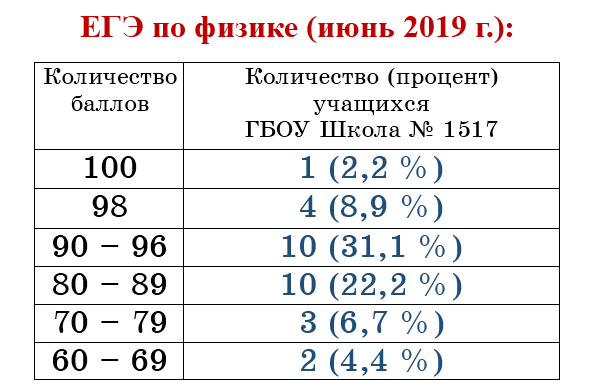 ЕГЭ по физике (июнь 2019 г.):
Количество баллов
Количество (процент) учащихся ГБОУ Школа № 1517
100 1 (2,2 %)
98 4 (8,9 %)
90 – 96 10 (31,1 %)
80 – 89 10 (22,2 %)
70 – 79 3 (6,7 %)
60 – 69 2 (4,4 %)